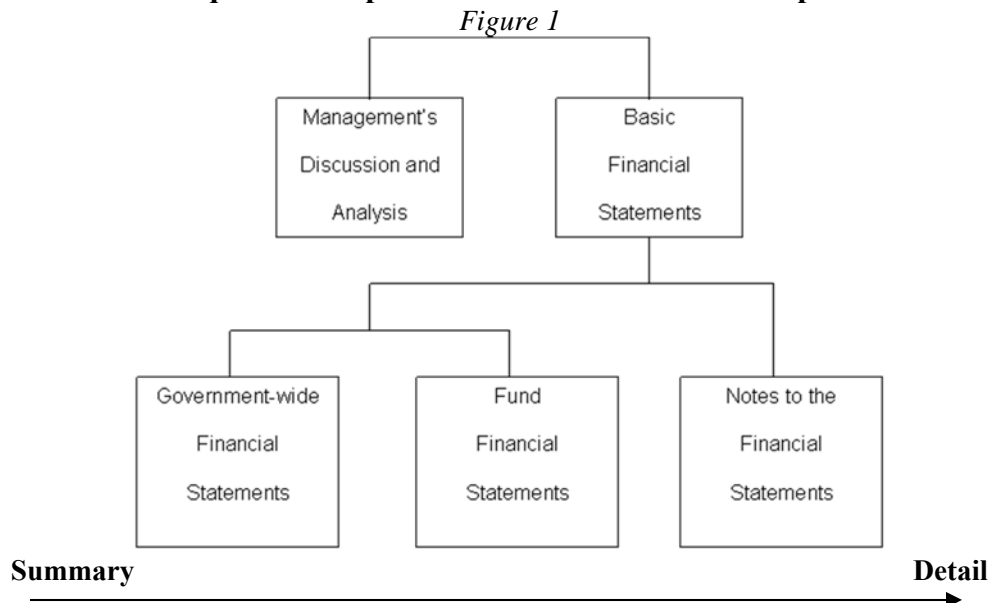 Figure 1
Management's
Discussion and
Analysis
Basic
Financial
Statements
Government-wide
Financial
Statements
Fund
Financial
Statements
Notes to the
Financial
Statements
Summary
Detail